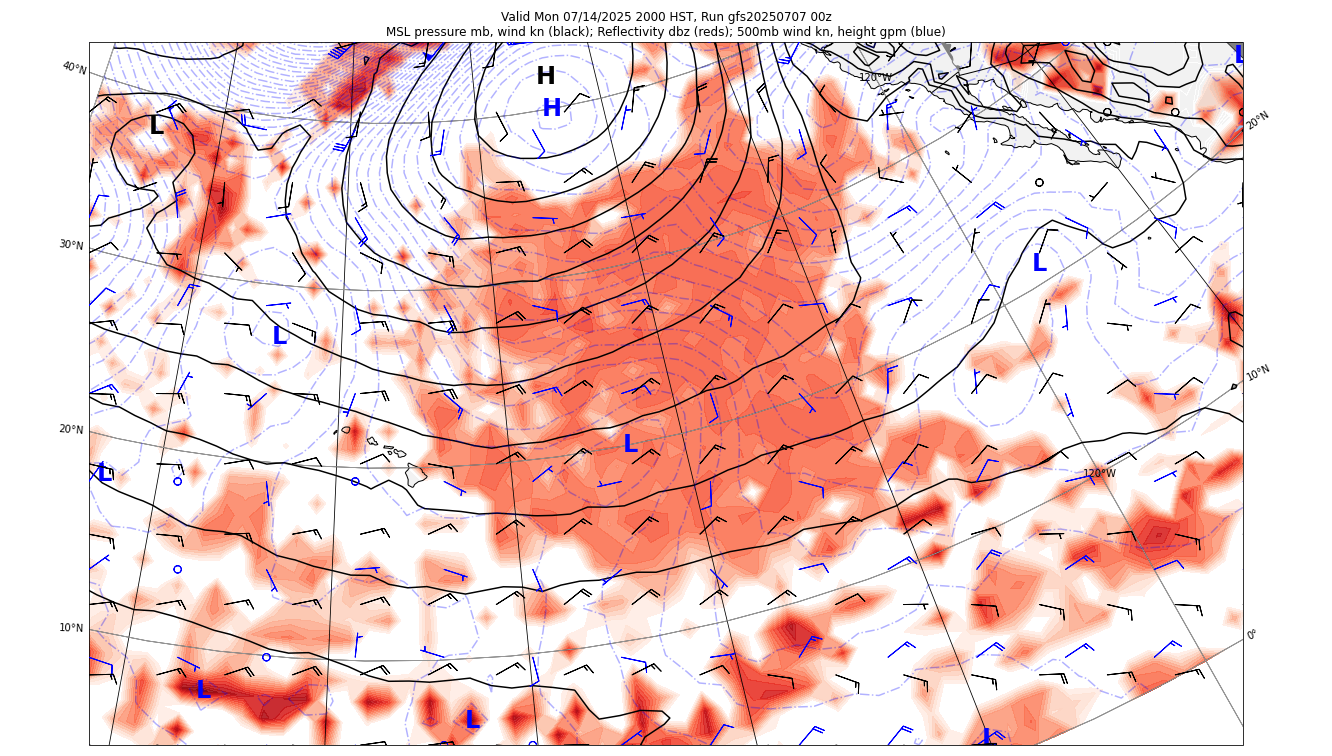 Valid Mon 07/14/2025 2000 HST, Run gfs20250707 00z
MSL pressure mb, wind kn (black); Reflectivity dbz (reds); 500mb wind kn, height gpm (blue)
L
40°N
H
120°W
H
20°N
L
30°N
L
L
10°N
20°N
L
L
120°W
10°N
0°
L
L
L